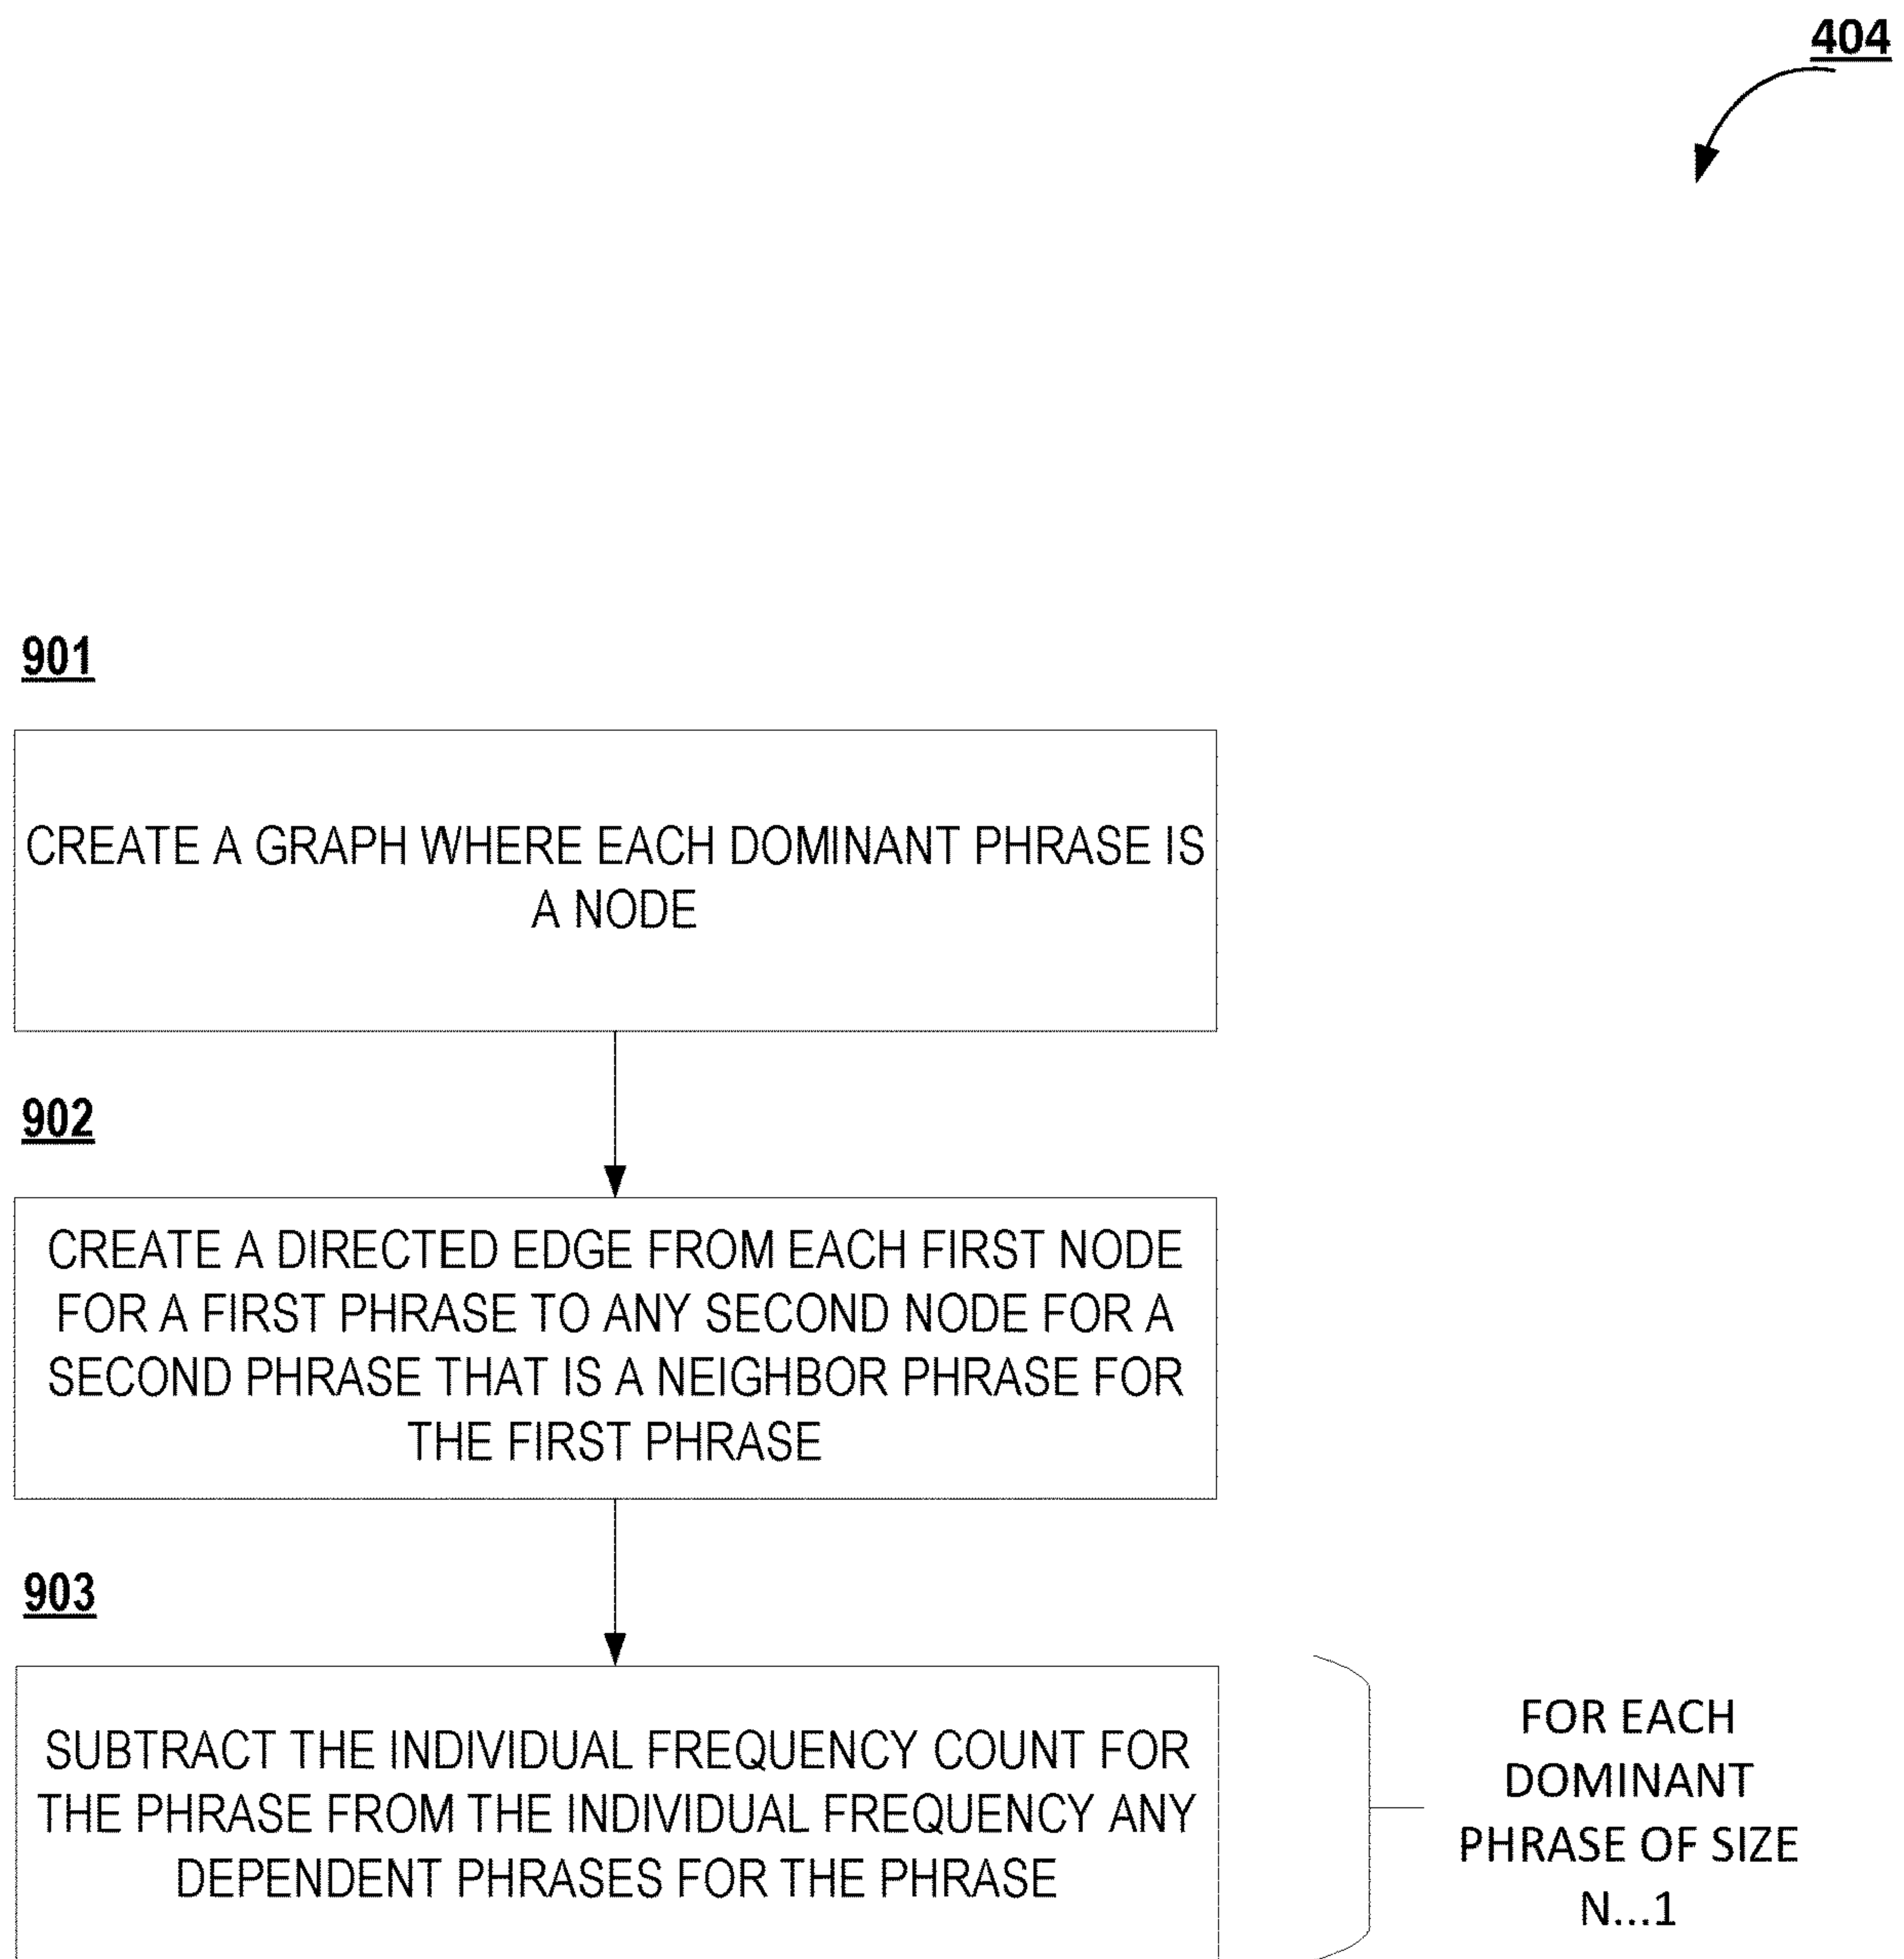 404
901
CREATE A GRAPH WHERE EACH DOMINANT PHRASE IS
A NODE
902
CREATE A DIRECTED EDGE FROM EACH FIRST NODE
FOR A FIRST PHRASE TO ANY SECOND NODE FOR A
SECOND PHRASE THAT IS A NEIGHBOR PHRASE FOR
THE FIRST PHRASE
903
SUBTRACT THE INDIVIDUAL FREQUENCY COUNT FOR
THE PHRASE FROM THE INDIVIDUAL FREQUENCY ANY
DEPENDENT PHRASES FOR THE PHRASE
FOR EACH
DOMINANT
PHRASE OF SIZE
N...1